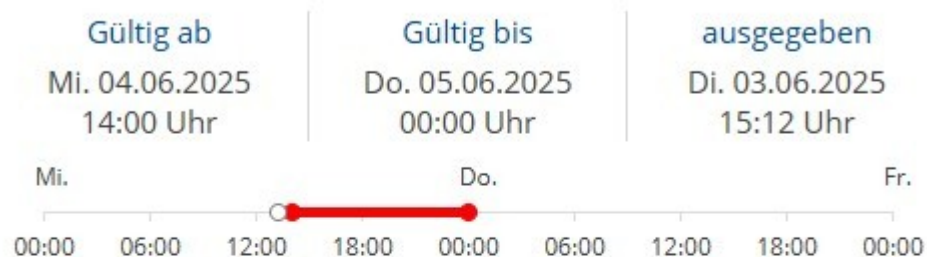 Gültig ab
Mi. 04.06.2025
14:00 Uhr
Gültig bis
Do. 05.06.2025
00:00 Uhr
ausgegeben
Di. 03.06.2025
15:12 Uhr
Mi. Do. Fr.
00:00 06:00 12:00 18:00 00:00 06:00 12:00 18:00 00:00